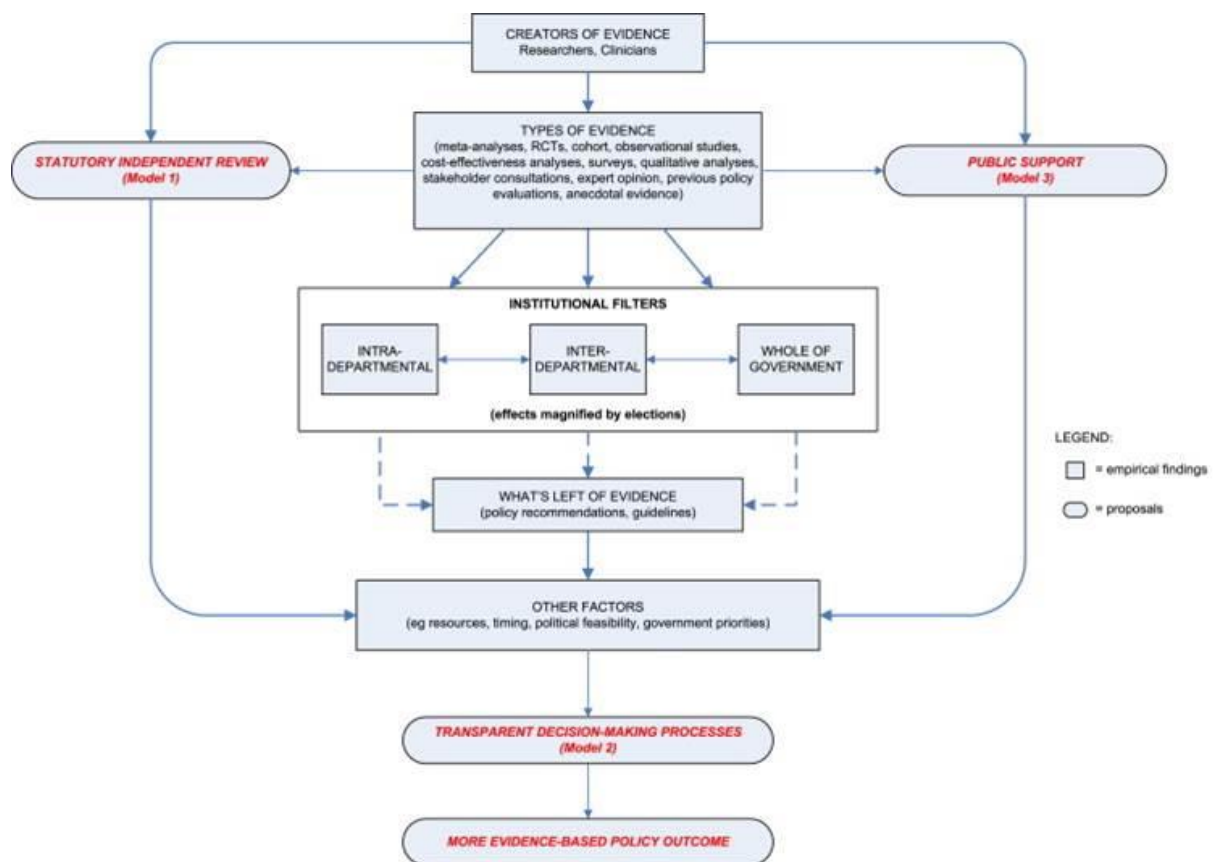 CREATORS OF EVIDENCE
Researchers, Clinicians
TYPES OF EVIDENCE
(meta-analyses, RCTs, cohort, observational studies,
cost-effectiveness analyses, surveys, qualitative analyses,
stakeholder consultations, expert opinion, previous policy
evaluations, anecdotal evidence)
STATUTORY INDEPENDENT REVIEW
(Model 1)
PUBLIC SUPPORT
(Model 3)
INSTITUTIONAL FILTERS
INTRA-
DEPARTMENTAL
INTER-
DEPARTMENTAL
WHOLE OF
GOVERNMENT
(effects magnified by elections)
LEGEND:
= empirical findings
= proposals
WHAT'S LEFT OF EVIDENCE
(policy recommendations, guidelines)
OTHER FACTORS
(eg resources, timing, political feasibility, government priorities)
TRANSPARENT DECISION-MAKING PROCESSES
(Model 2)
MORE EVIDENCE-BASED POLICY OUTCOME